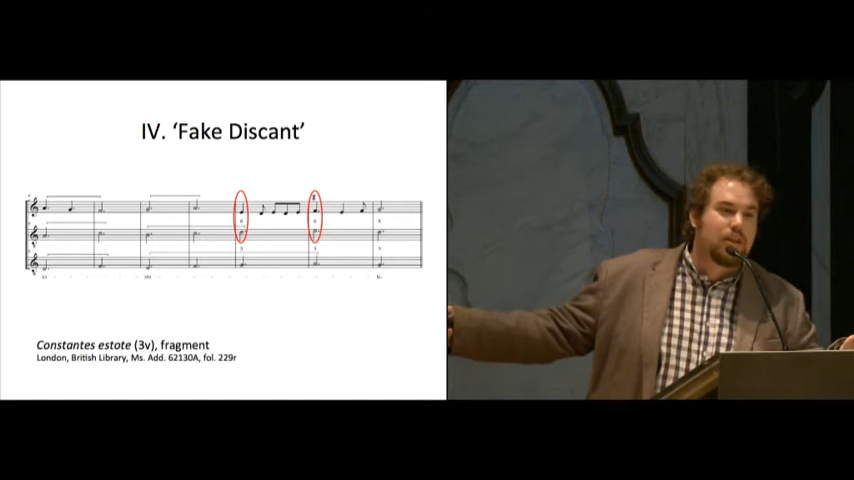 IV. ‘Fake Discant’
Constantes estote (3v), fragment
London, British Library, Ms. Add. 62130A, fol. 229r